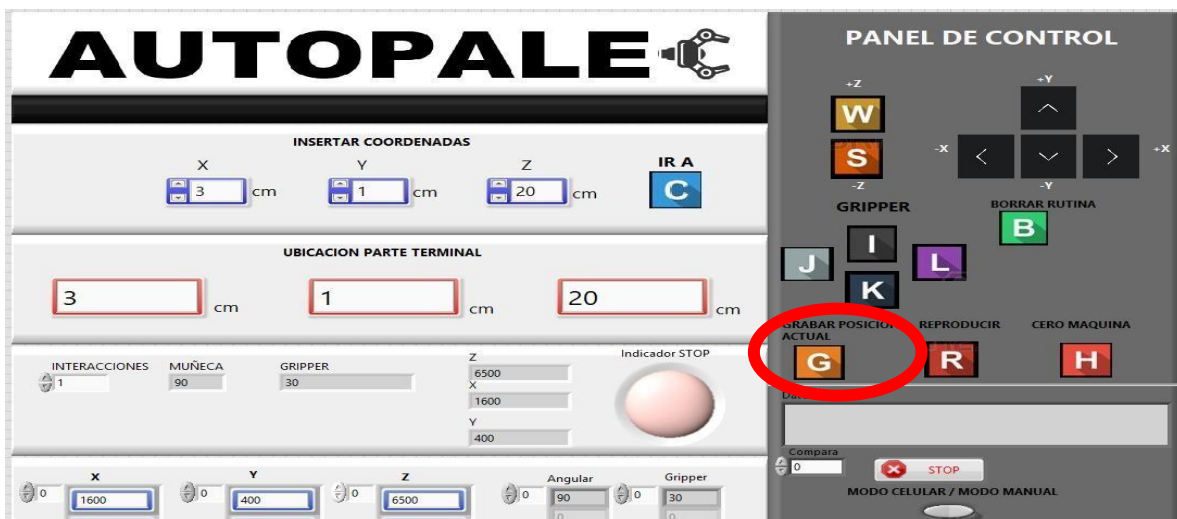 AUTOPALE
INSERTAR COORDENADAS
X Y Z IR A
3 cm 1 cm 20 cm C
UBICACION PARTE TERMINAL
3 cm 1 cm 20 cm
INTERACCIONES MUÑECA GRIPPER
1 90 30
Z
6500
X
1600
Y
400
Indicador STOP
X Y Z Angular Gripper
0 1600 0 400 0 6500 0 90 0 30
0 0
PANEL DE CONTROL
+Z +Y
W
S
-X +X
-Z -Y
GRIPPER BORRAR RUTINA
B
I
J L
K
GRABAR POSICION ACTUAL
REPRODUCIR CERO MAQUINA
G R H
Compara
0 STOP
MODO CELULAR / MODO MANUAL